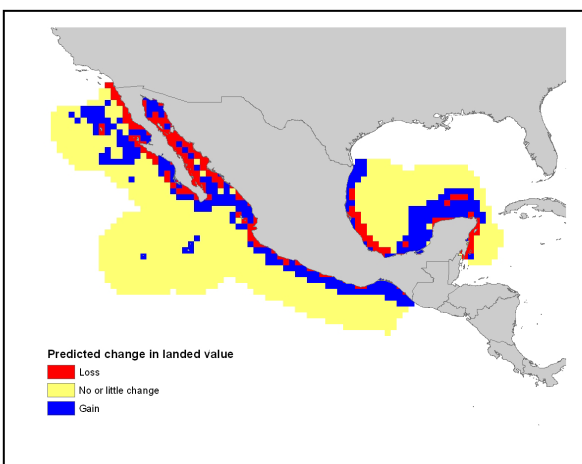 Predicted change in landed value
Loss
No or little change
Gain